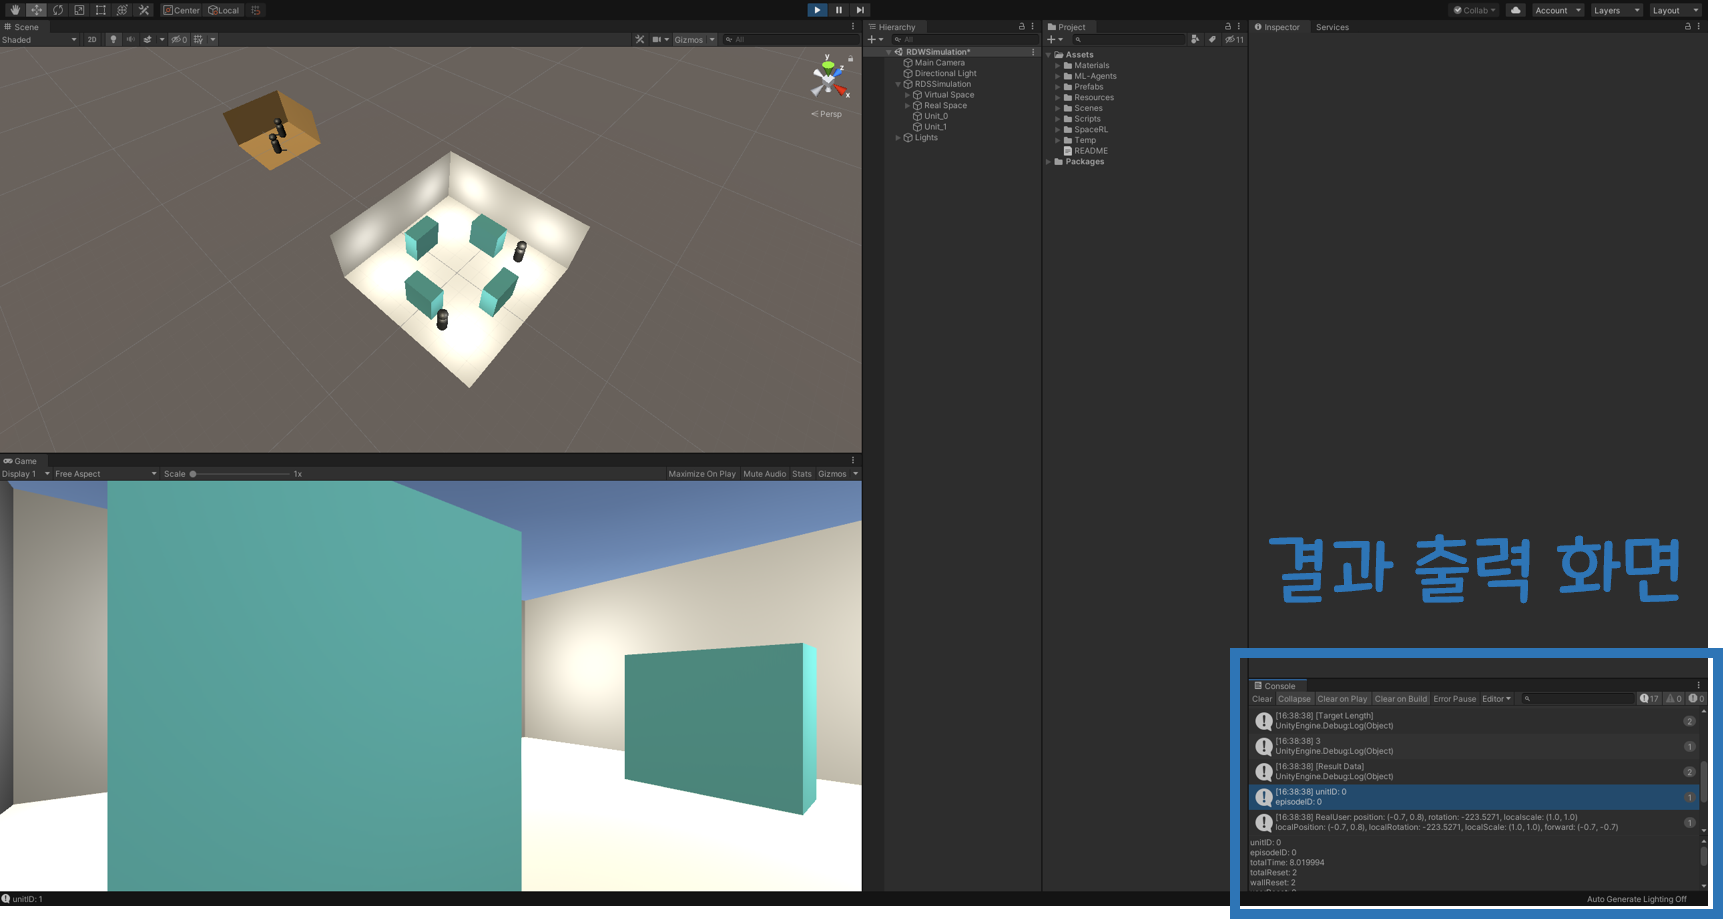 Center Local
Collab Account Layers Layout
Scene
Shaded 2D 0 Gizmos All
y
z
x
Persp
Game
Display 1 Free Aspect Scale 1x Maximize On Play Mute Audio Stats Gizmos
Hierarchy
All
RDWSimulation*
Main Camera
Directional Light
RDSSimulation
Virtual Space
Real Space
Unit_0
Unit_1
Lights
Project
11
Assets
Materials
ML-Agents
Prefabs
Resources
Scenes
Scripts
SpaceRL
Temp
README
Packages
Inspector Services
결과 출력 화면
Console
Clear Collapse Clear on Play Clear on Build Error Pause Editor 17 0 0
[16:38:38] [Target Length] 2
UnityEngine.Debug:Log(Object)
[16:38:38] 3 1
UnityEngine.Debug:Log(Object)
[16:38:38] [Result Data] 2
UnityEngine.Debug:Log(Object)
[16:38:38] unitID: 0 1
episodeID: 0
[16:38:38] RealUser: position: (-0.7, 0.8), rotation: -223.5271, localscale: (1.0, 1.0) 1
localPosition: (-0.7, 0.8), localRotation: -223.5271, localScale: (1.0, 1.0), forward: (-0.7, -0.7)
unitID: 0
episodeID: 0
totalTime: 8.019994
totalReset: 2
wallReset: 2
unitID: 1 Auto Generate Lighting Off